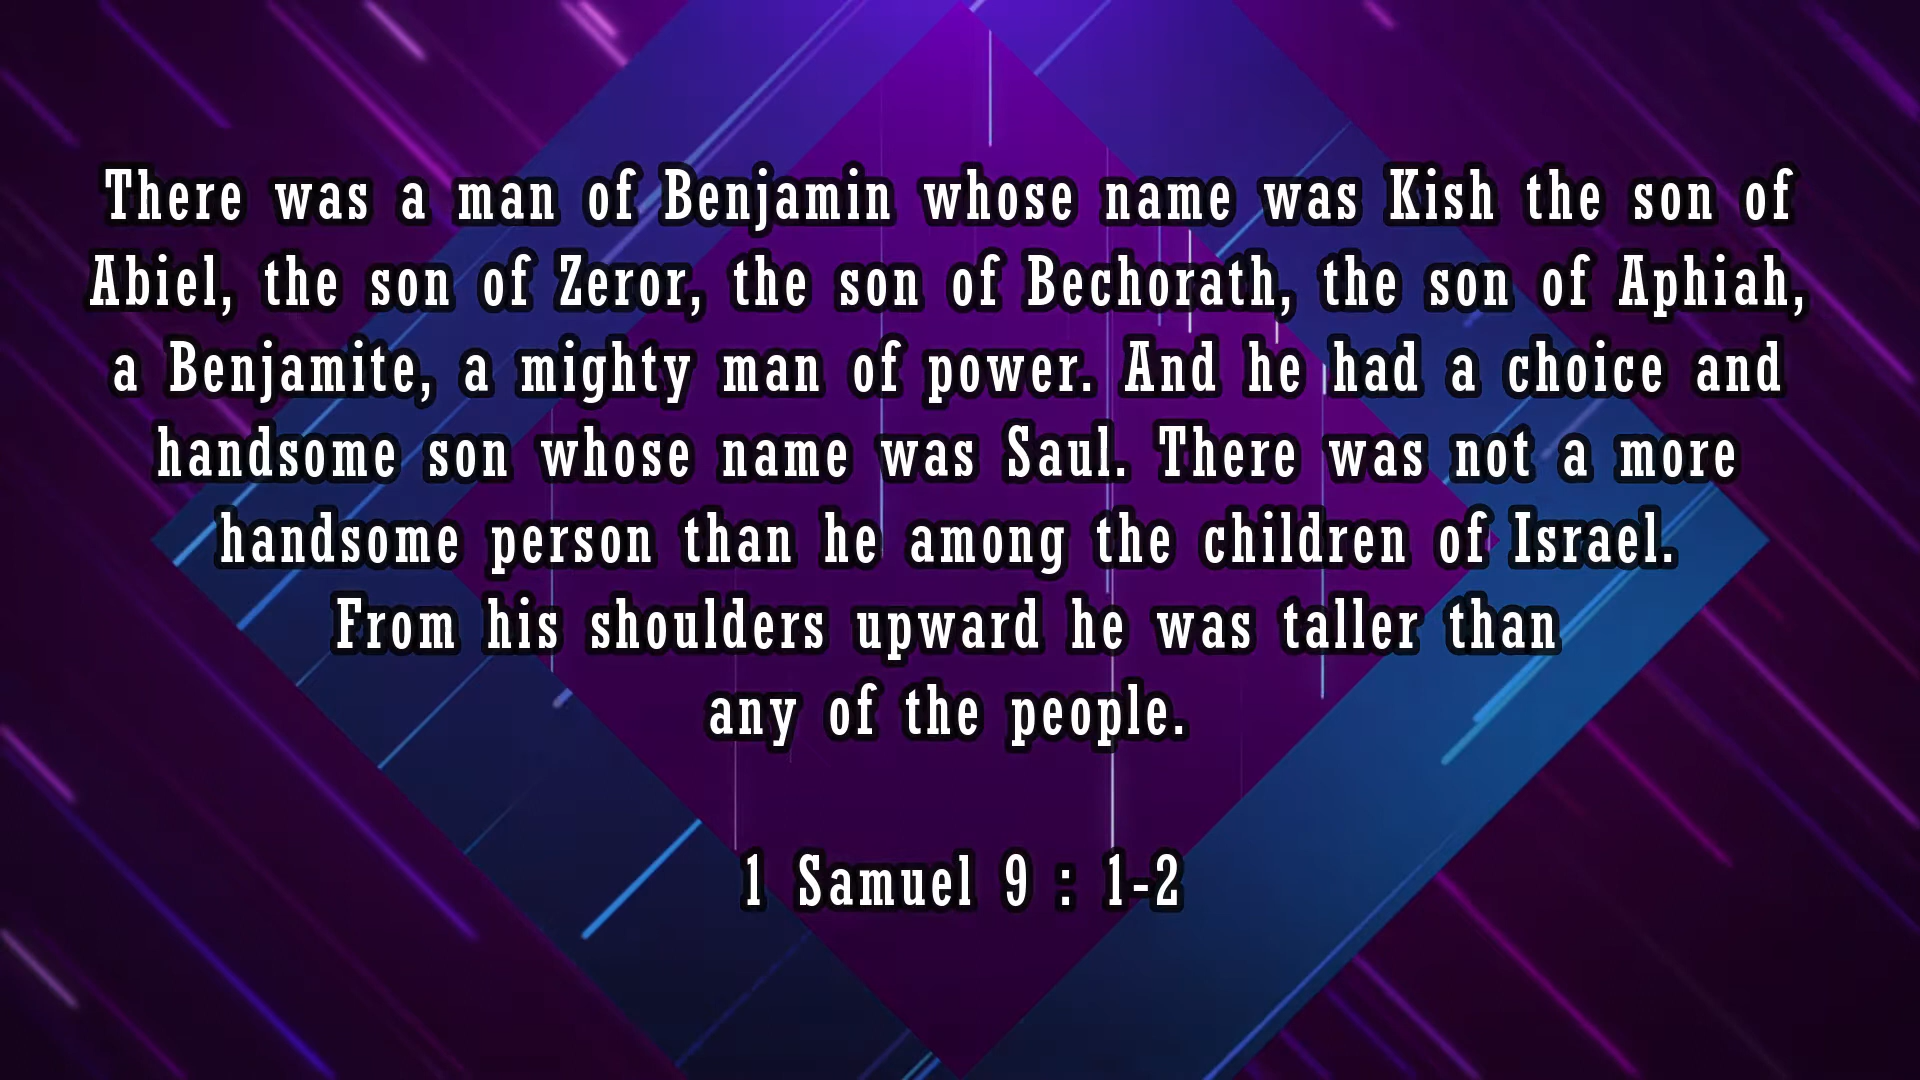 There was a man of Benjamin whose name was Kish the son of
Abiel, the son of Zeror, the son of Bechorath, the son of Aphiah,
a Benjamite, a mighty man of power. And he had a choice and
handsome son whose name was Saul. There was not a more
handsome person than he among the children of Israel.
From his shoulders upward he was taller than
any of the people.
1 Samuel 9 : 1-2